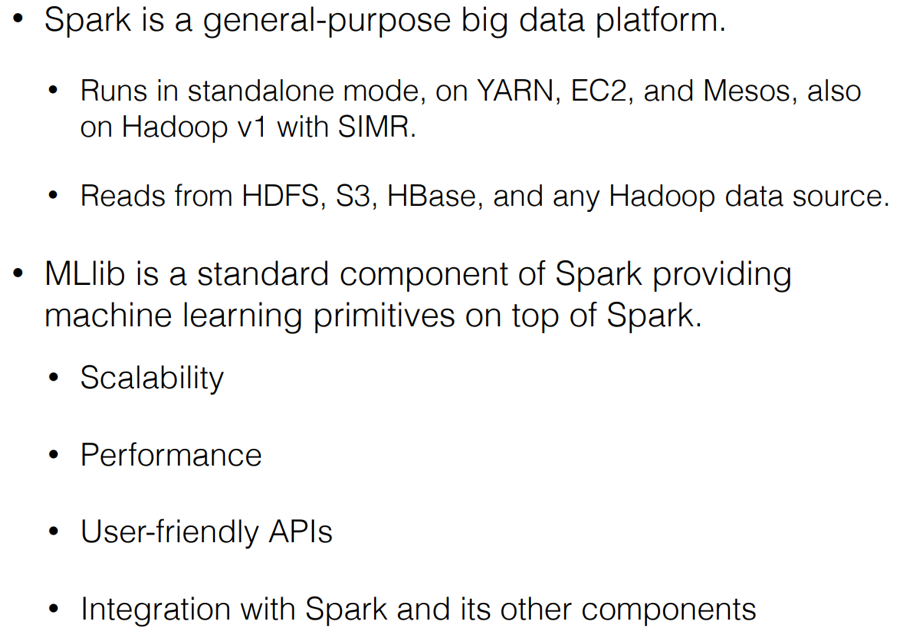 • Spark is a general-purpose big data platform.
• Runs in standalone mode, on YARN, EC2, and Mesos, also
on Hadoop v1 with SIMR.
• Reads from HDFS, S3, HBase, and any Hadoop data source.
• MLlib is a standard component of Spark providing
machine learning primitives on top of Spark.
• Scalability
• Performance
• User-friendly APIs
• Integration with Spark and its other components